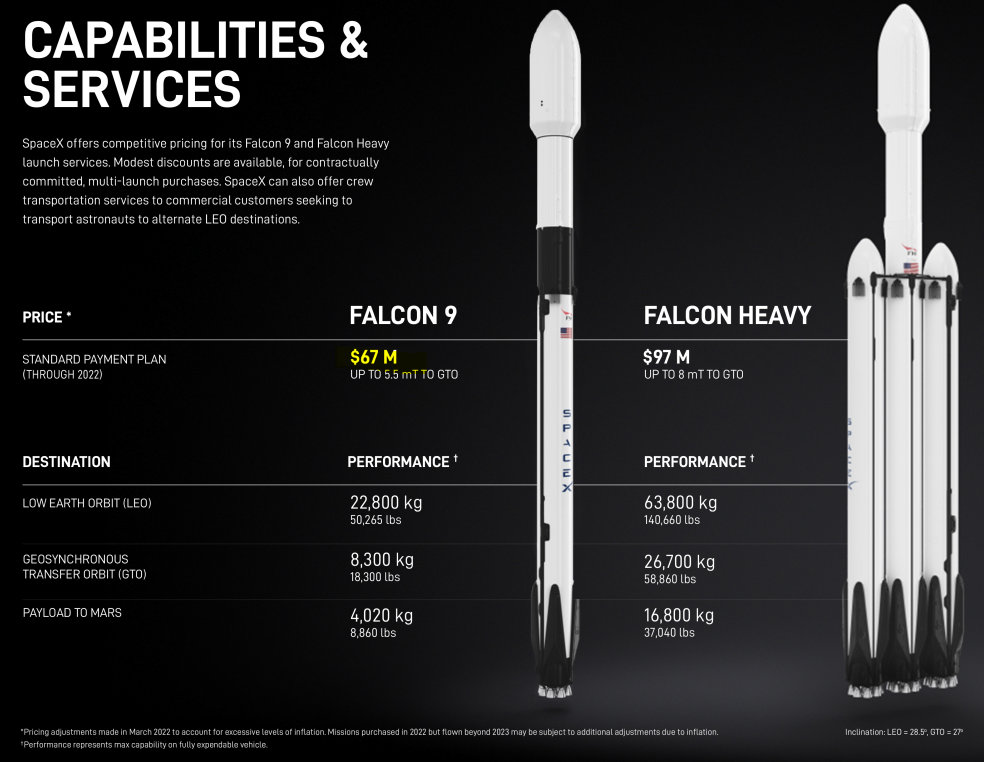 CAPABILITIES &
SERVICES
SpaceX offers competitive pricing for its Falcon 9 and Falcon Heavy
launch services. Modest discounts are available, for contractually
committed, multi-launch purchases. SpaceX can also offer crew
transportation services to commercial customers seeking to
transport astronauts to alternate LEO destinations.
PRICE *
FALCON 9
FALCON HEAVY
STANDARD PAYMENT PLAN
(THROUGH 2022)
$67 M
UP TO 5.5 mT TO GTO
$97 M
UP TO 8 mT TO GTO
DESTINATION
PERFORMANCE †
PERFORMANCE †
LOW EARTH ORBIT (LEO)
22,800 kg
50,265 lbs
63,800 kg
140,660 lbs
GEOSYNCHRONOUS
TRANSFER ORBIT (GTO)
8,300 kg
18,300 lbs
26,700 kg
58,860 lbs
PAYLOAD TO MARS
4,020 kg
8,860 lbs
16,800 kg
37,040 lbs
SPACEX
*Pricing adjustments made in March 2022 to account for excessive levels of inflation. Missions purchased in 2022 but flown beyond 2023 may be subject to additional adjustments due to inflation.
†Performance represents max capability on fully expendable vehicle.
Inclination: LEO = 28.5°, GTO = 27°